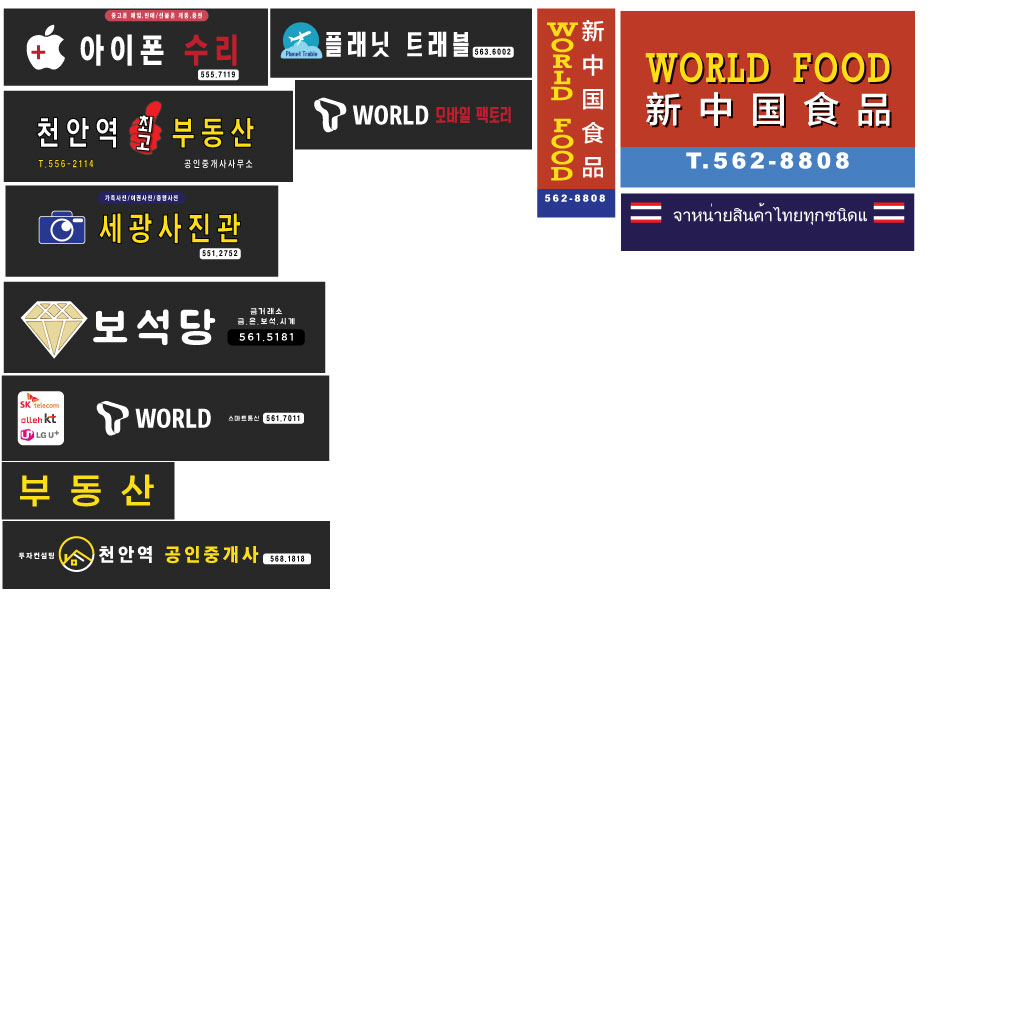 중고폰 매입,판매/선불폰 개통,충전
아이폰 수리
555.7119
Planet Trable
플래닛 트래블
563.6002
WORLD 모바일 팩토리
천안역 최고 부동산
T.556-2114
공인중개사사무소
가족사진/여권사진/증명사진
세광사진관
551.2752
보석당
금거래소
금.은.보석.시계
561.5181
SK telecom
olleh kt
U+ LG U+
WORLD
스마트통신 561.7011
부동산
투자컨설팅 천안역 공인중개사 568.1818
WORLD FOOD
新中国食品
562-8808
WORLD FOOD
新中国食品
T.562-8808
จาหน่ายสินค้าไทยทุกชนิดแ